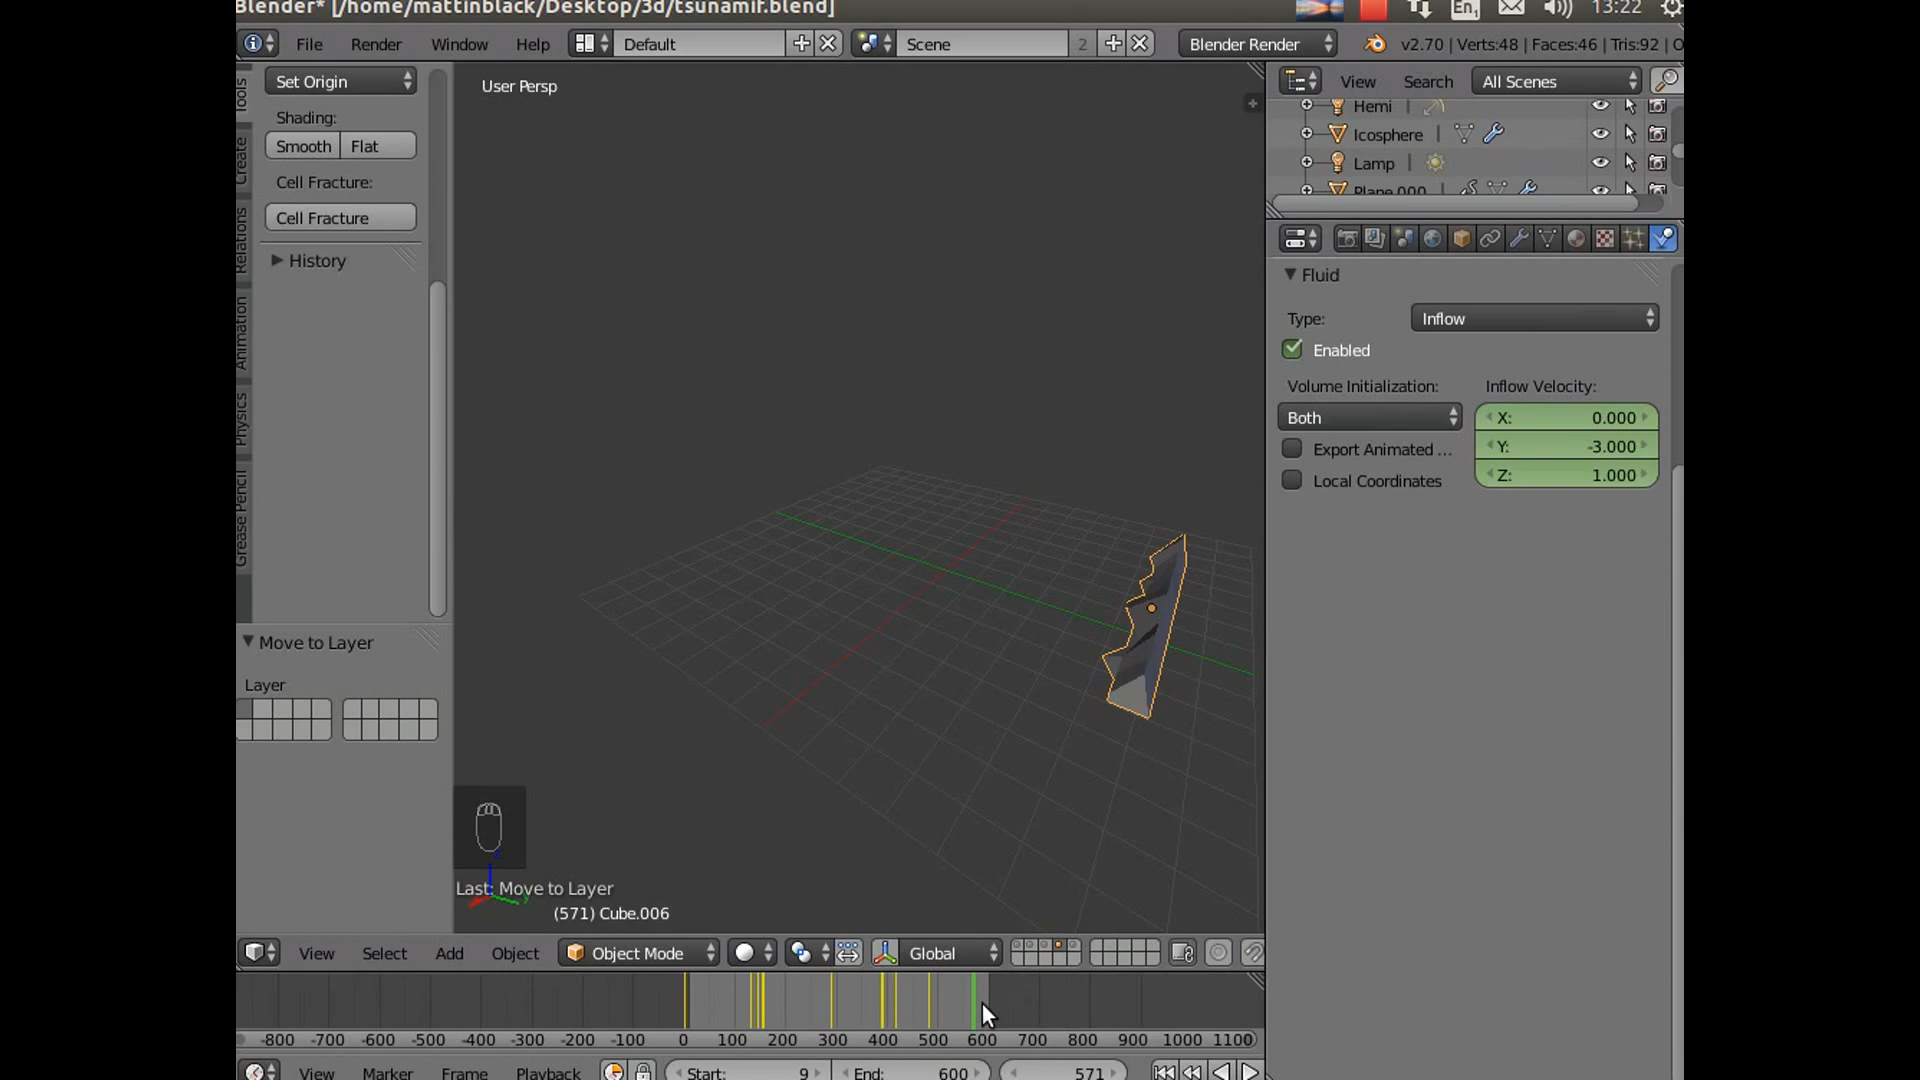 Blender* [/home/mattinblack/Desktop/3d/tsunamif.blend]
En1
13:22
File
Render
Window
Help
Default
Scene
2
Blender Render
v2.70 | Verts:48 | Faces:46 | Tris:92 | O
Set Origin
Shading:
Smooth
Flat
Cell Fracture:
Cell Fracture
History
Tools
Create
Relations
Animation
Physics
Grease Pencil
Move to Layer
Layer
User Persp
Last: Move to Layer
(571) Cube.006
View
Search
All Scenes
Hemi
Icosphere
Lamp
Plane.000
Fluid
Type:
Inflow
Enabled
Volume Initialization:
Inflow Velocity:
Both
X: 0.000
Export Animated ...
Y: -3.000
Local Coordinates
Z: 1.000
View
Select
Add
Object
Object Mode
Global
-800 -700 -600 -500 -400 -300 -200 -100 0 100 200 300 400 500 600 700 800 900 1000 1100
View
Marker
Frame
Playback
Start: 9
End: 600
571